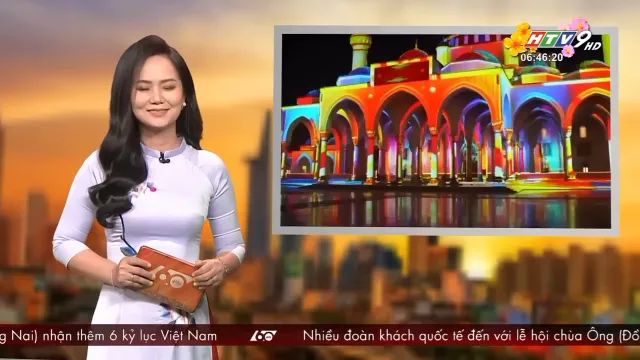 HTV9 HD
06:46:20
g Nai) nhận thêm 6 kỷ lục Việt Nam Nhiều đoàn khách quốc tế đến với lễ hội chùa Ông (Đồ